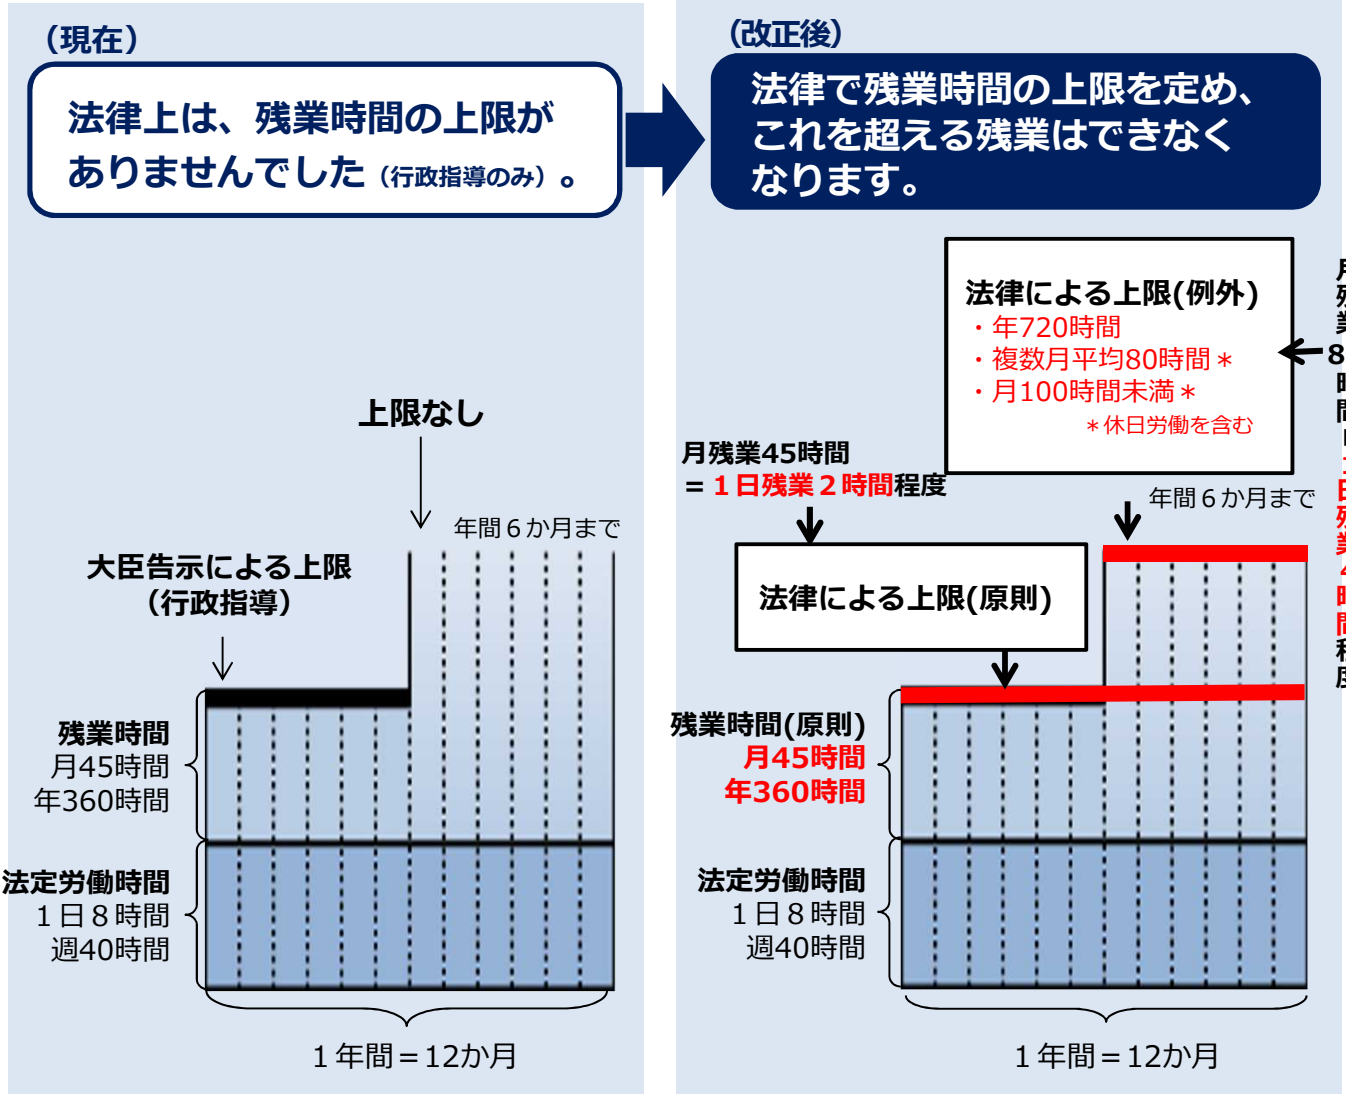 （現在）
法律上は、残業時間の上限が
ありませんでした（行政指導のみ）。
上限なし
年間６か月まで
大臣告示による上限
（行政指導）
残業時間
月45時間
年360時間
法定労働時間
１日８時間
週40時間
１年間＝12か月
（改正後）
法律で残業時間の上限を定め、
これを超える残業はできなく
なります。
法律による上限(例外)
・年720時間
・複数月平均80時間＊
・月100時間未満＊
＊休日労働を含む
月残業45時間
＝１日残業２時間程度
年間６か月まで
法律による上限(原則)
残業時間(原則)
月45時間
年360時間
法定労働時間
１日８時間
週40時間
１年間＝12か月